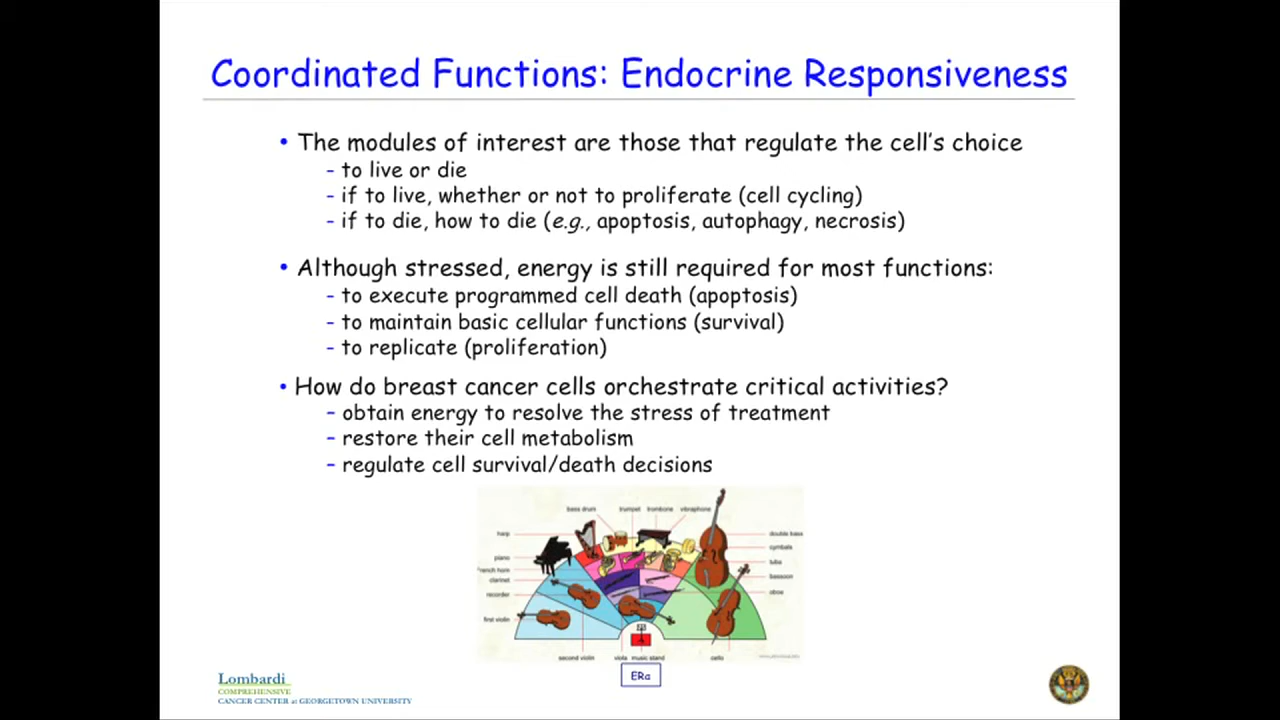 Coordinated Functions: Endocrine Responsiveness
• The modules of interest are those that regulate the cell's choice
- to live or die
- if to live, whether or not to proliferate (cell cycling)
- if to die, how to die (e.g., apoptosis, autophagy, necrosis)
• Although stressed, energy is still required for most functions:
- to execute programmed cell death (apoptosis)
- to maintain basic cellular functions (survival)
- to replicate (proliferation)
• How do breast cancer cells orchestrate critical activities?
- obtain energy to resolve the stress of treatment
- restore their cell metabolism
- regulate cell survival/death decisions
bass drum trumpet trombone vibraphone
harp
double bass
cymbals
piano
tuba
french horn
clarinet
bassoon
recorder
oboe
first violin
second violin viola music stand cello
ERα
Lombardi
COMPREHENSIVE
CANCER CENTER at GEORGETOWN UNIVERSITY